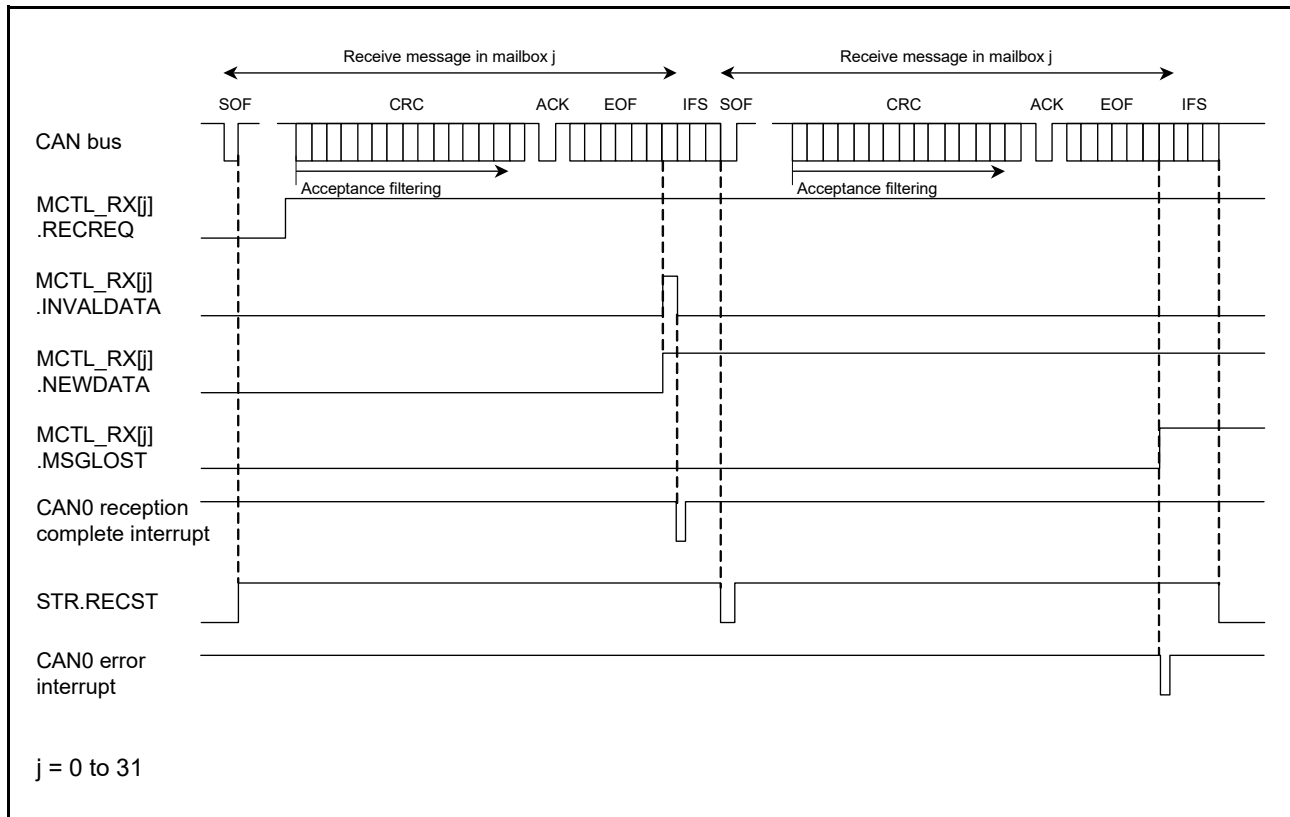 Receive message in mailbox j Receive message in mailbox j
SOF CRC ACK EOF IFS SOF CRC ACK EOF IFS
CAN bus
Acceptance filtering Acceptance filtering
MCTL_RX[j]
.RECREQ
MCTL_RX[j]
.INVALDATA
MCTL_RX[j]
.NEWDATA
MCTL_RX[j]
.MSGLOST
CAN0 reception
complete interrupt
STR.RECST
CAN0 error
interrupt
j = 0 to 31